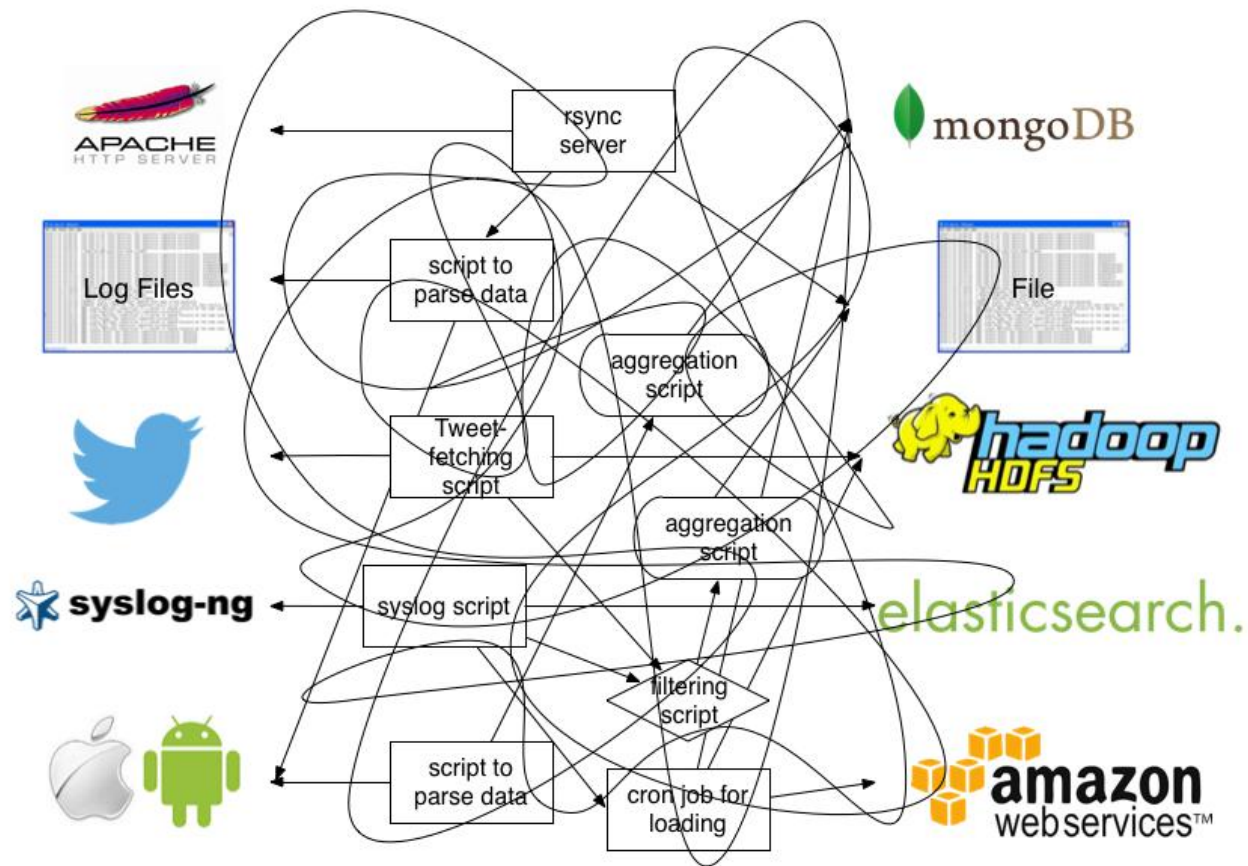 APACHE
HTTP SERVER
rsync
server
mongoDB
Log Files
script to
parse data
File
aggregation
script
Tweet-
fetching
script
hadoop
HDFS
aggregation
script
syslog-ng
syslog script
elasticsearch.
filtering
script
script to
parse data
cron job for
loading
amazon
webservices™